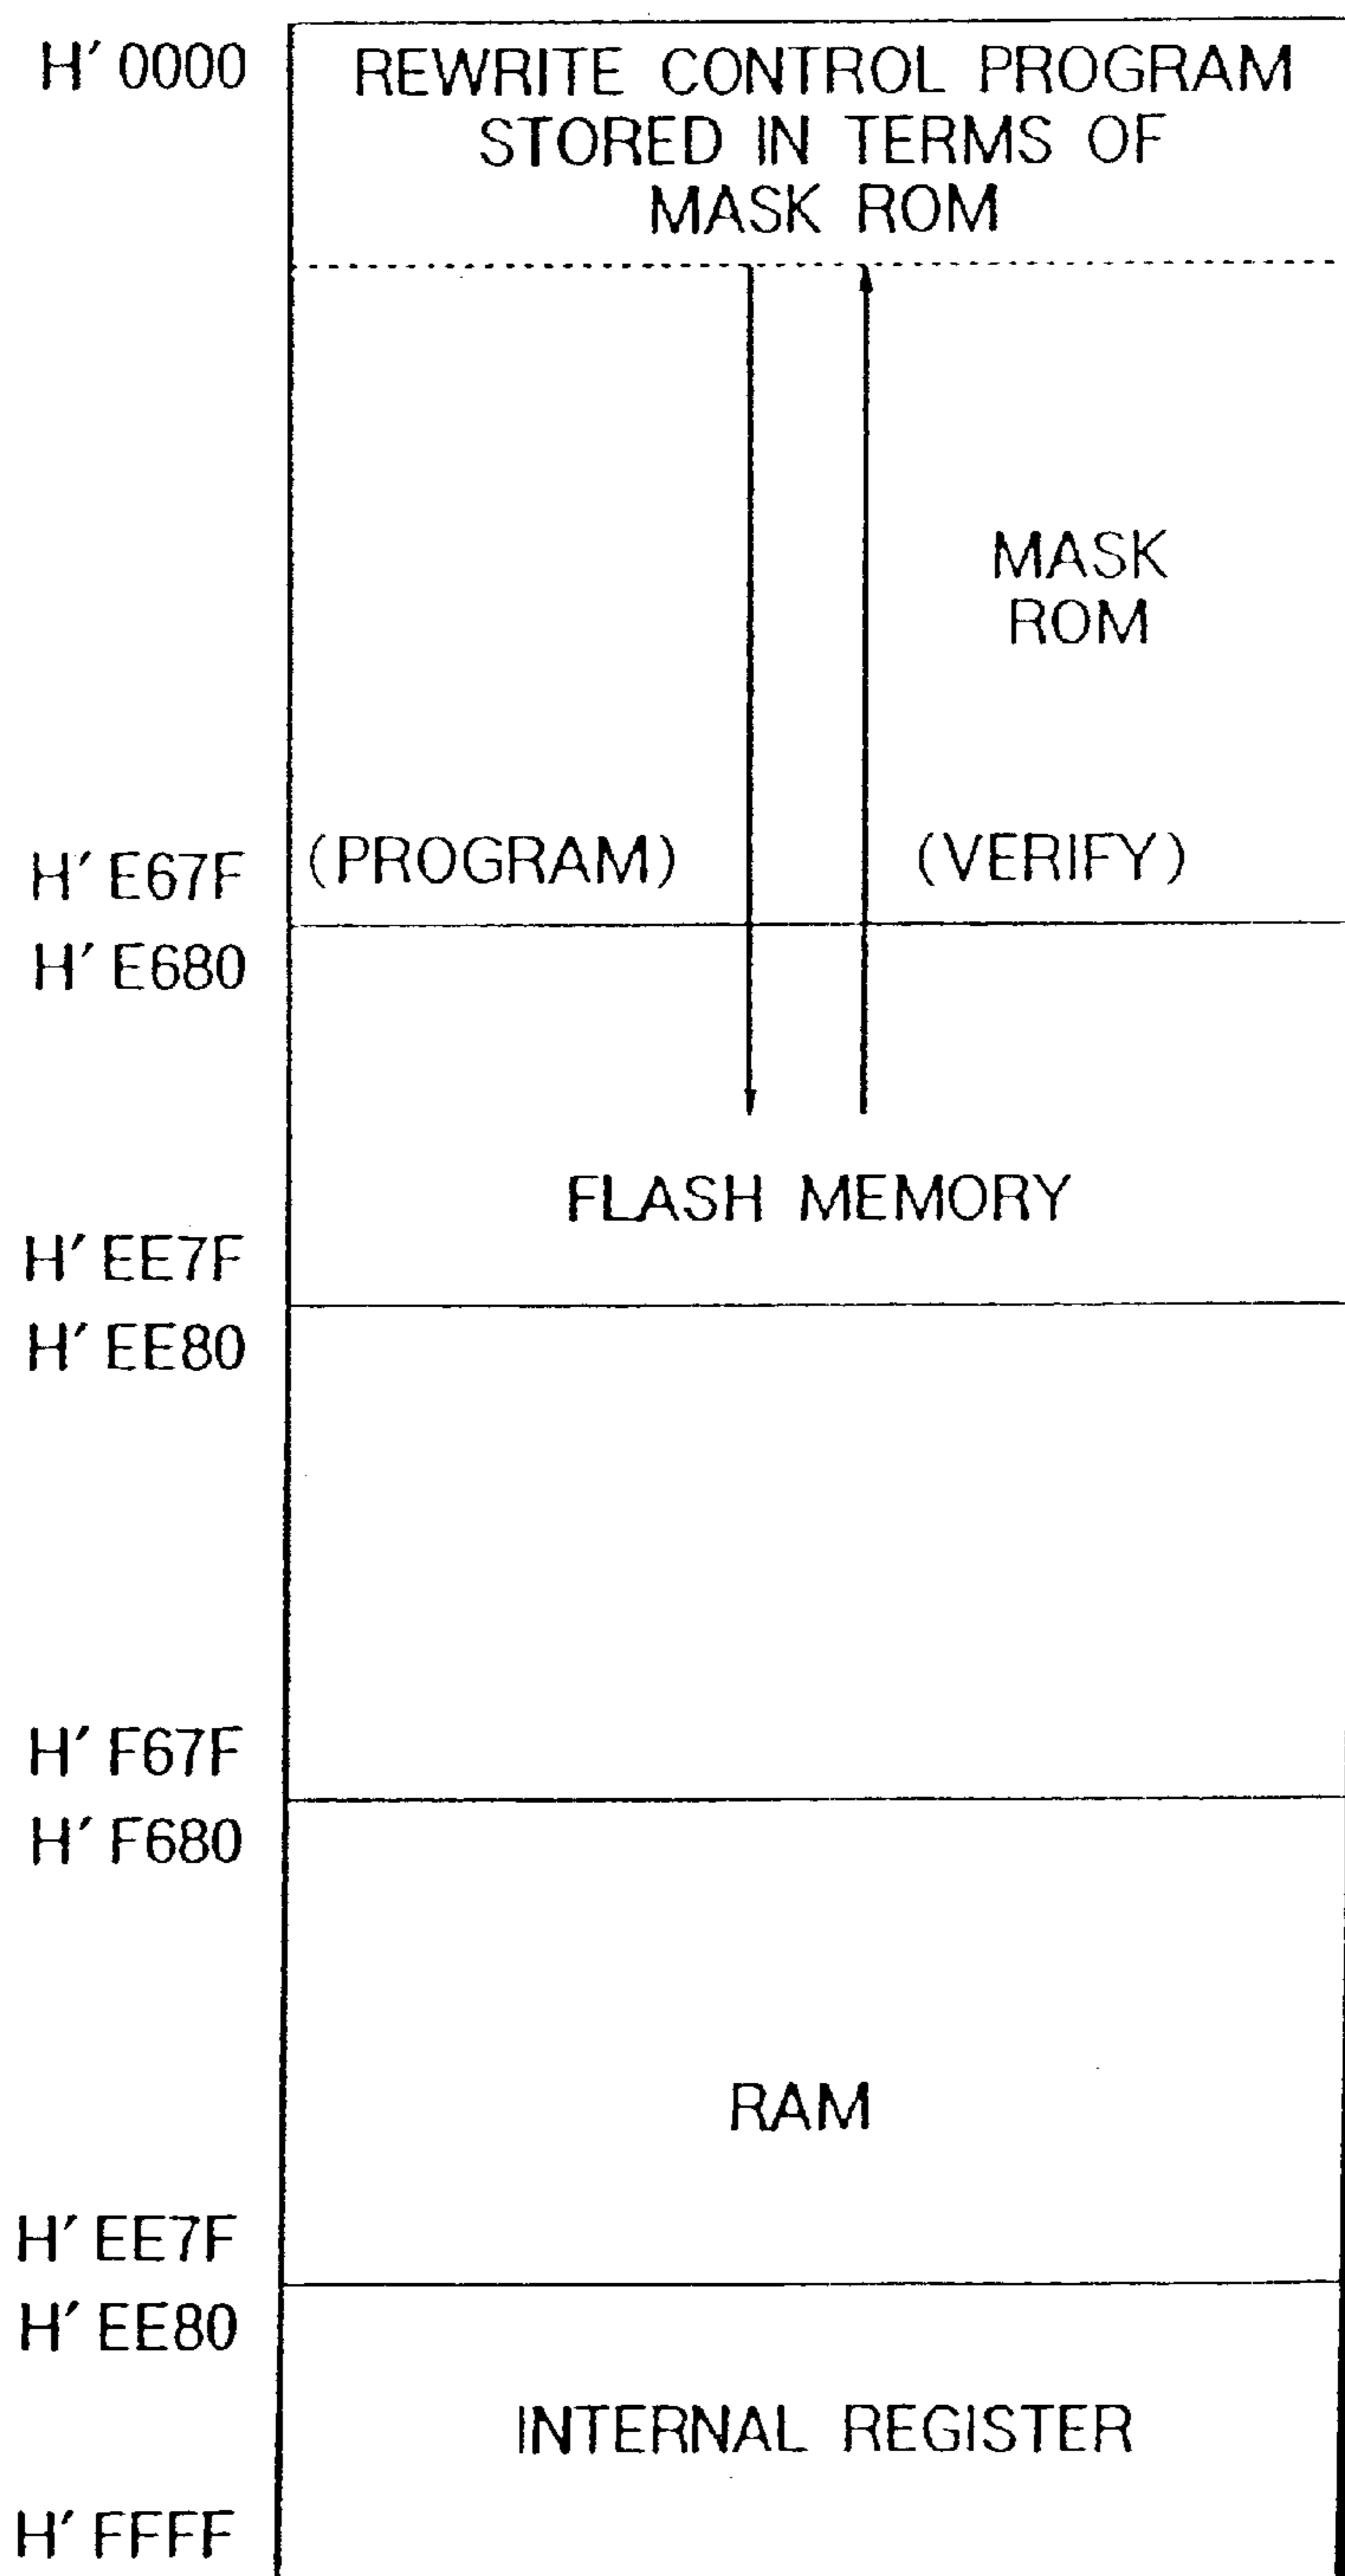 H' 0000
REWRITE CONTROL PROGRAM
STORED IN TERMS OF
MASK ROM
MASK
ROM
(PROGRAM)
(VERIFY)
H' E67F
H' E680
FLASH MEMORY
H' EE7F
H' EE80
H' F67F
H' F680
RAM
H' EE7F
H' EE80
INTERNAL REGISTER
H' FFFF